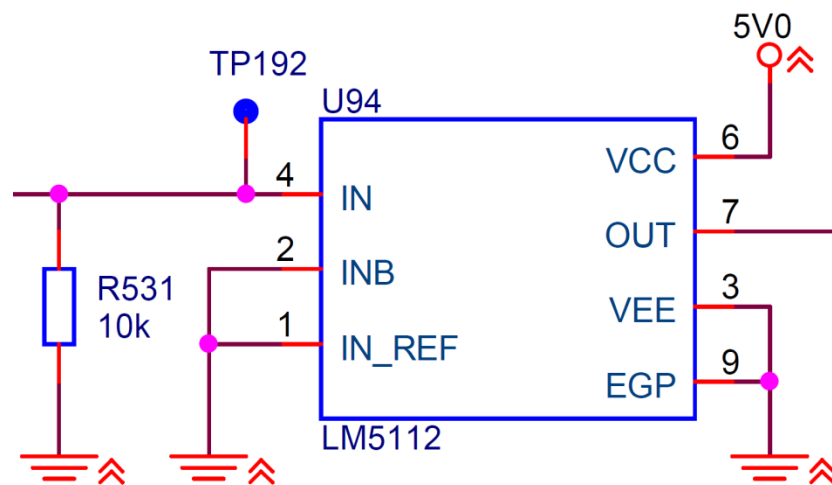 5V0
TP192
U94
4 IN
2 INB
1 IN_REF
VCC 6
OUT 7
VEE 3
EGP 9
R531
10k
LM5112